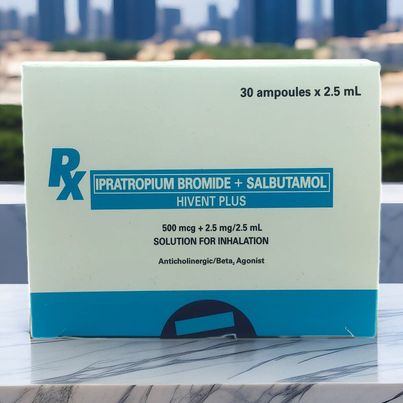 30 ampoules x 2.5 mL
Rx
IPRATROPIUM BROMIDE + SALBUTAMOL
HIVENT PLUS
500 mcg + 2.5 mg/2.5 mL
SOLUTION FOR INHALATION
Anticholinergic/Beta, Agonist